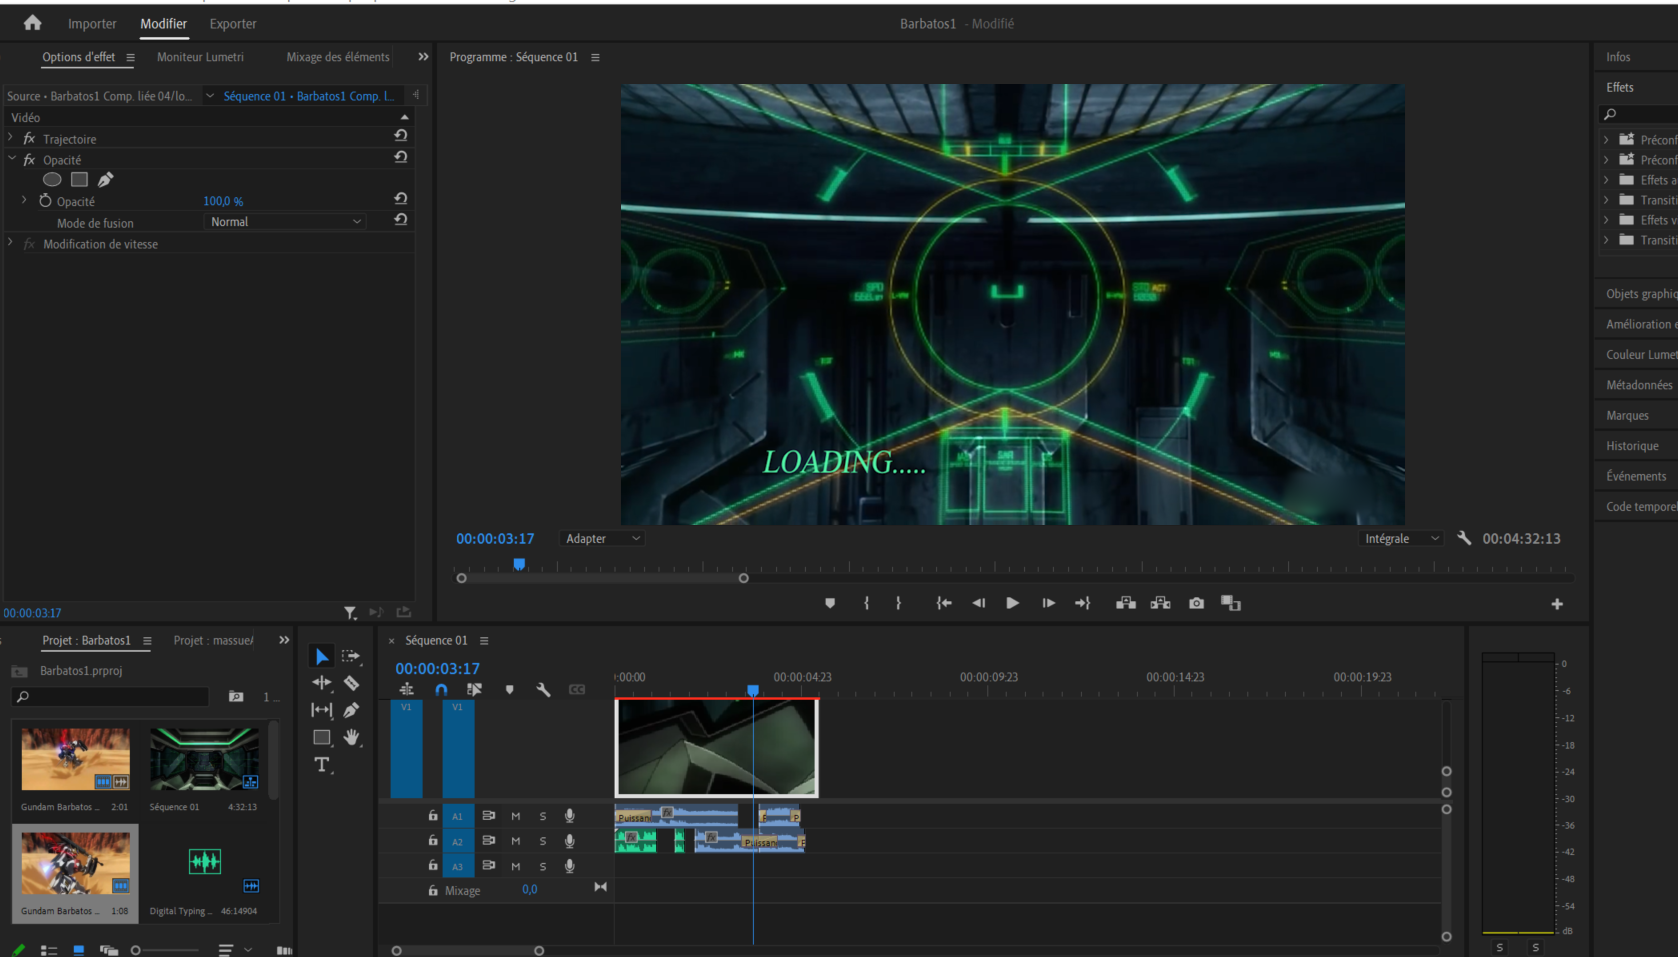 Importer Modifier Exporter
Barbatos1 - Modifié
Options d'effet Moniteur Lumetri Mixage des éléments
Programme : Séquence 01
Infos
Source • Barbatos1 Comp. liée 04/lo... Séquence 01 • Barbatos1 Comp. l...
Effets
Vidéo
fx Trajectoire
fx Opacité
Opacité 100,0 %
Mode de fusion Normal
fx Modification de vitesse
Préconf
Préconf
Effets a
Transiti
Effets v
Transiti
Objets graphiq
Amélioration e
Couleur Lumet
Métadonnées
Marques
Historique
Événements
Code temporel
LOADING.....
00:00:03:17 Adapter Intégrale 00:04:32:13
00:00:03:17
Projet : Barbatos1 Projet : massue/
Barbatos1.prproj
1 ...
Gundam Barbatos ... 2:01
Séquence 01 4:32:13
Gundam Barbatos ... 1:08
Digital Typing ... 46:14904
× Séquence 01
00:00:03:17
:00:00 00:00:04:23 00:00:09:23 00:00:14:23 00:00:19:23
V1 V1
A1 M S
Puissan fx P
A2 M S
fx fx Puissan
A3 M S
Mixage 0,0
0
-6
-12
-18
-24
-30
-36
-42
-48
-54
dB
S S